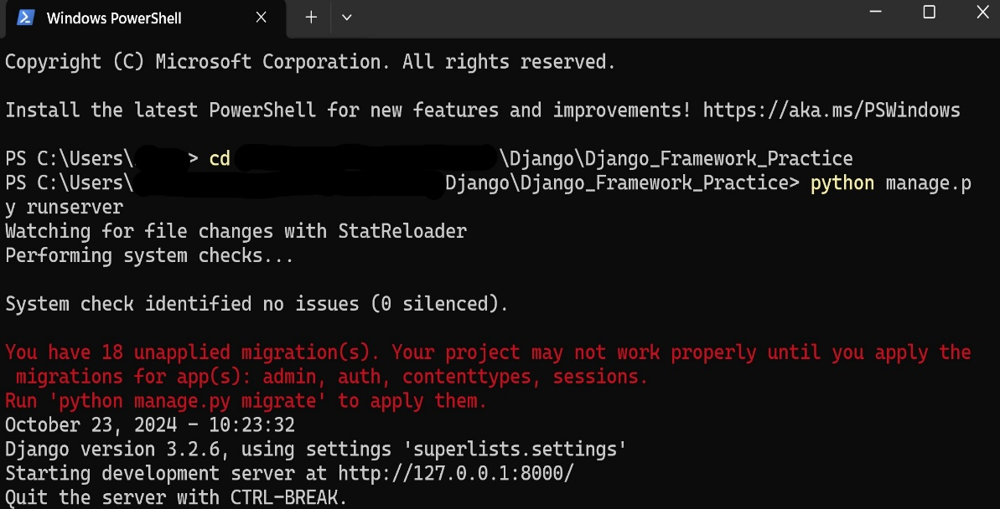 Windows PowerShell
Copyright (C) Microsoft Corporation. All rights reserved.
Install the latest PowerShell for new features and improvements! https://aka.ms/PSWindows
PS C:\Users\ > cd \Django\Django_Framework_Practice
PS C:\Users\ Django\Django_Framework_Practice> python manage.p
y runserver
Watching for file changes with StatReloader
Performing system checks...
System check identified no issues (0 silenced).
You have 18 unapplied migration(s). Your project may not work properly until you apply the
migrations for app(s): admin, auth, contenttypes, sessions.
Run 'python manage.py migrate' to apply them.
October 23, 2024 - 10:23:32
Django version 3.2.6, using settings 'superlists.settings'
Starting development server at http://127.0.0.1:8000/
Quit the server with CTRL-BREAK.